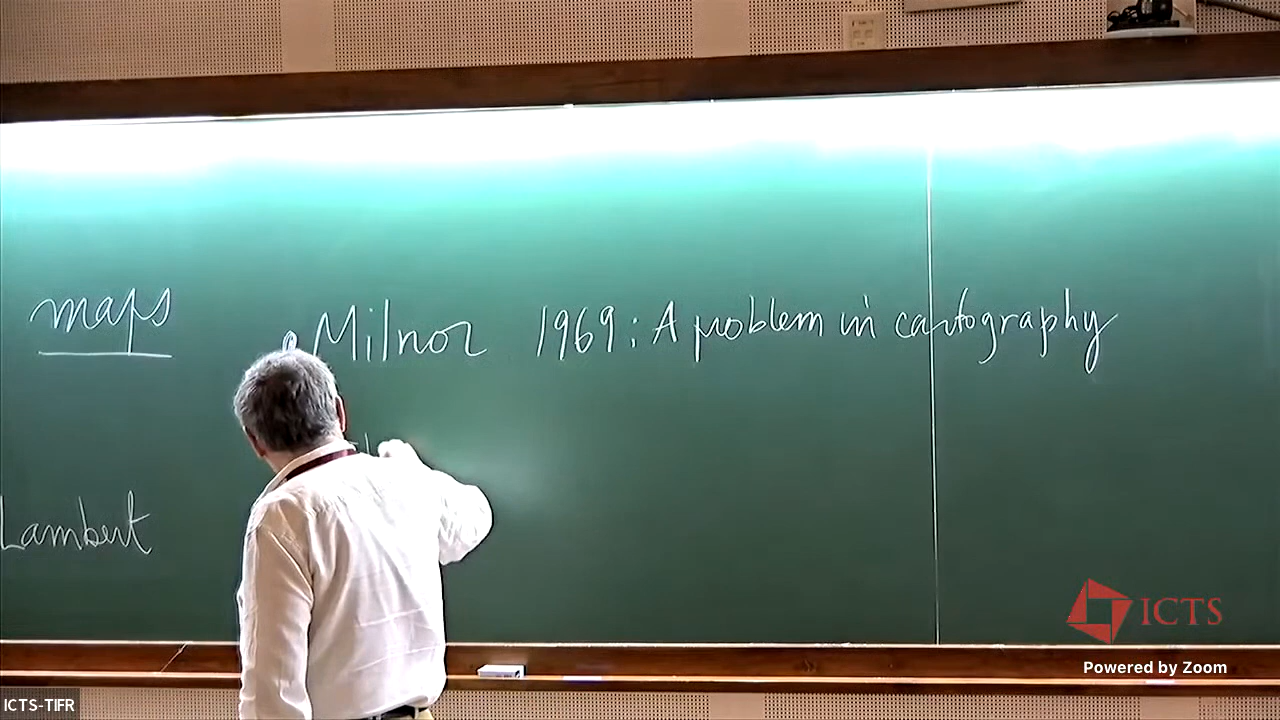 maps
Milnor 1969: A problem in cartography
Lambert
ICTS
Powered by Zoom
ICTS-TIFR